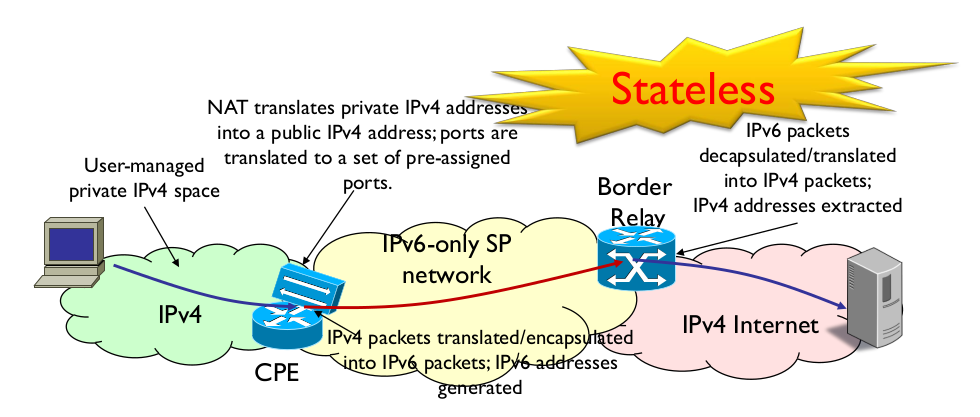 Stateless
NAT translates private IPv4 addresses
into a public IPv4 address; ports are
translated to a set of pre-assigned
ports.
User-managed
private IPv4 space
IPv6 packets
decapsulated/translated
into IPv4 packets;
IPv4 addresses extracted
Border
Relay
IPv6-only SP
network
IPv4
IPv4 Internet
IPv4 packets translated/encapsulated
into IPv6 packets; IPv6 addresses
generated
CPE